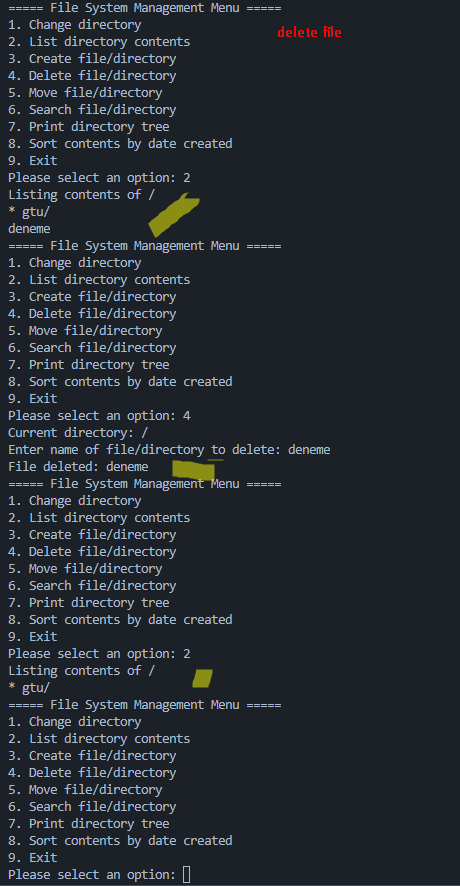 ===== File System Management Menu =====
1. Change directory
delete file
2. List directory contents
3. Create file/directory
4. Delete file/directory
5. Move file/directory
6. Search file/directory
7. Print directory tree
8. Sort contents by date created
9. Exit
Please select an option: 2
Listing contents of /
* gtu/
deneme
===== File System Management Menu =====
1. Change directory
2. List directory contents
3. Create file/directory
4. Delete file/directory
5. Move file/directory
6. Search file/directory
7. Print directory tree
8. Sort contents by date created
9. Exit
Please select an option: 4
Current directory: /
Enter name of file/directory to delete: deneme
File deleted: deneme
===== File System Management Menu =====
1. Change directory
2. List directory contents
3. Create file/directory
4. Delete file/directory
5. Move file/directory
6. Search file/directory
7. Print directory tree
8. Sort contents by date created
9. Exit
Please select an option: 2
Listing contents of /
* gtu/
===== File System Management Menu =====
1. Change directory
2. List directory contents
3. Create file/directory
4. Delete file/directory
5. Move file/directory
6. Search file/directory
7. Print directory tree
8. Sort contents by date created
9. Exit
Please select an option: